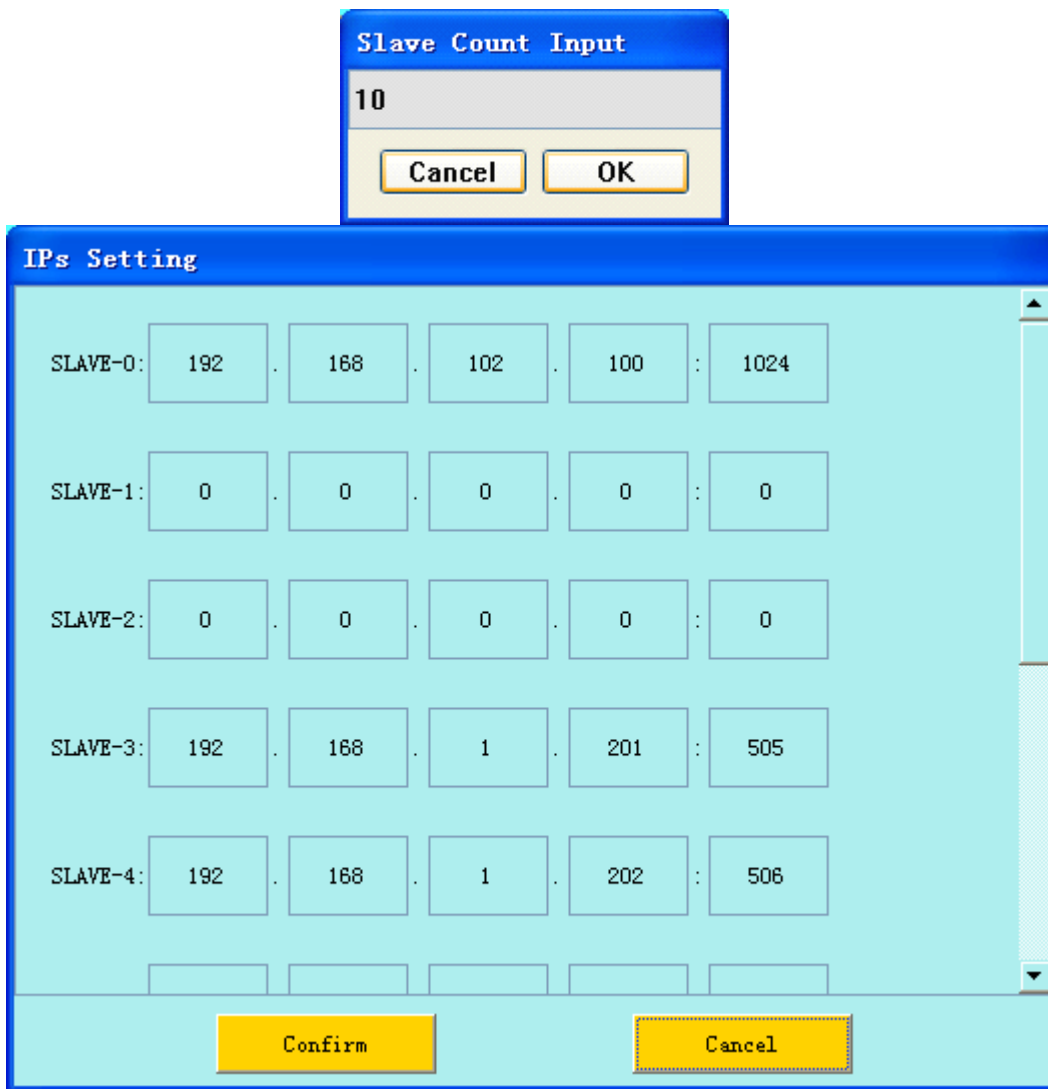 Slave Count Input
10
Cancel OK
IPs Setting
SLAVE-0: 192 . 168 . 102 . 100 : 1024
SLAVE-1: 0 . 0 . 0 . 0 : 0
SLAVE-2: 0 . 0 . 0 . 0 : 0
SLAVE-3: 192 . 168 . 1 . 201 : 505
SLAVE-4: 192 . 168 . 1 . 202 : 506
Confirm Cancel